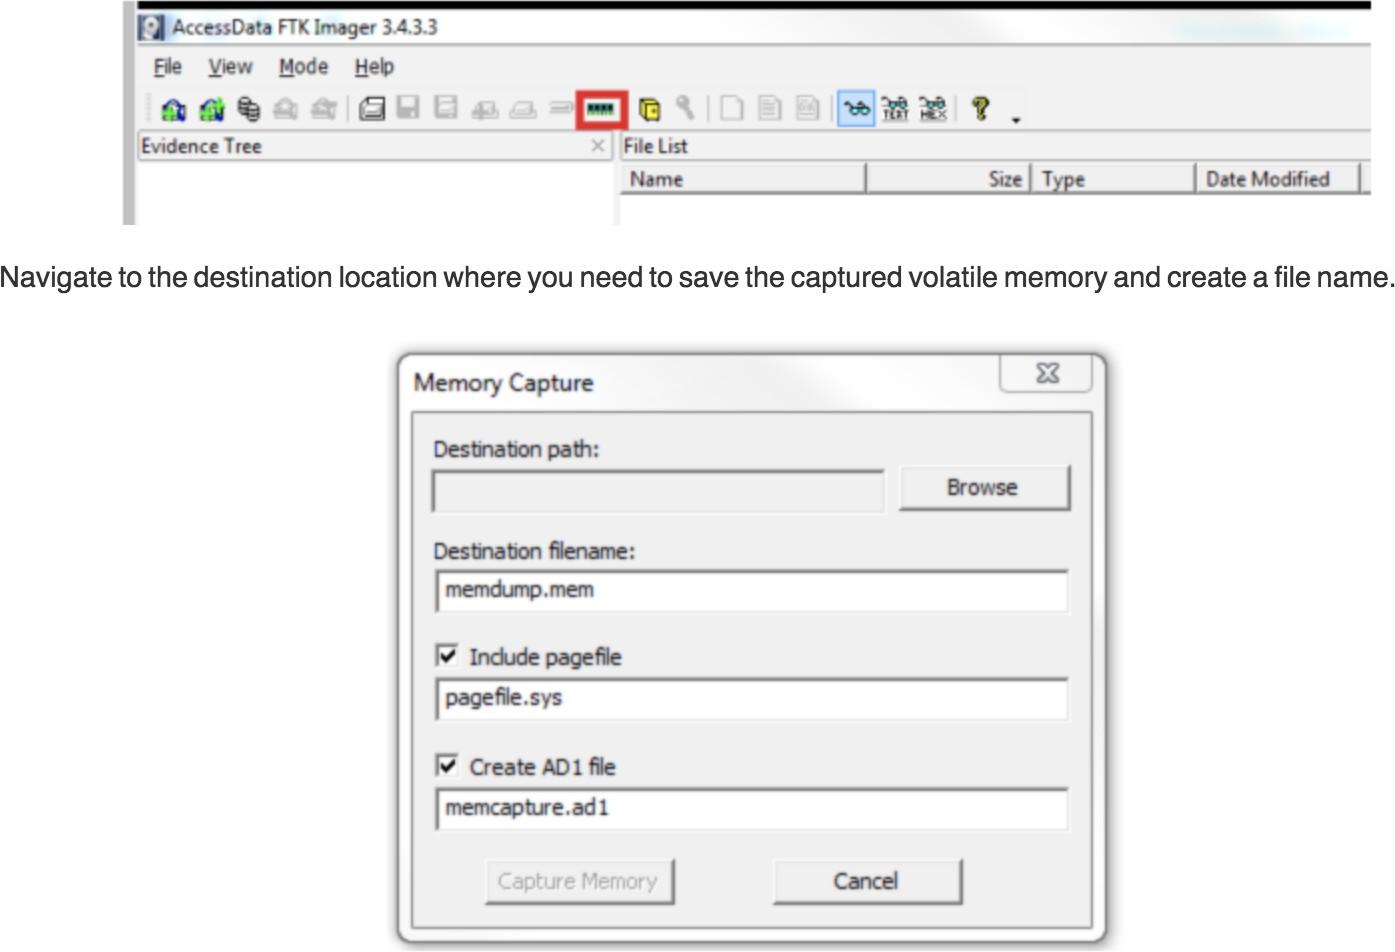 AccessData FTK Imager 3.4.3.3
File View Mode Help
TEXT HEX
Evidence Tree File List
Name Size Type Date Modified
Navigate to the destination location where you need to save the captured volatile memory and create a file name.
Memory Capture
Destination path:
Browse
Destination filename:
memdump.mem
Include pagefile
pagefile.sys
Create AD1 file
memcapture.ad1
Capture Memory Cancel